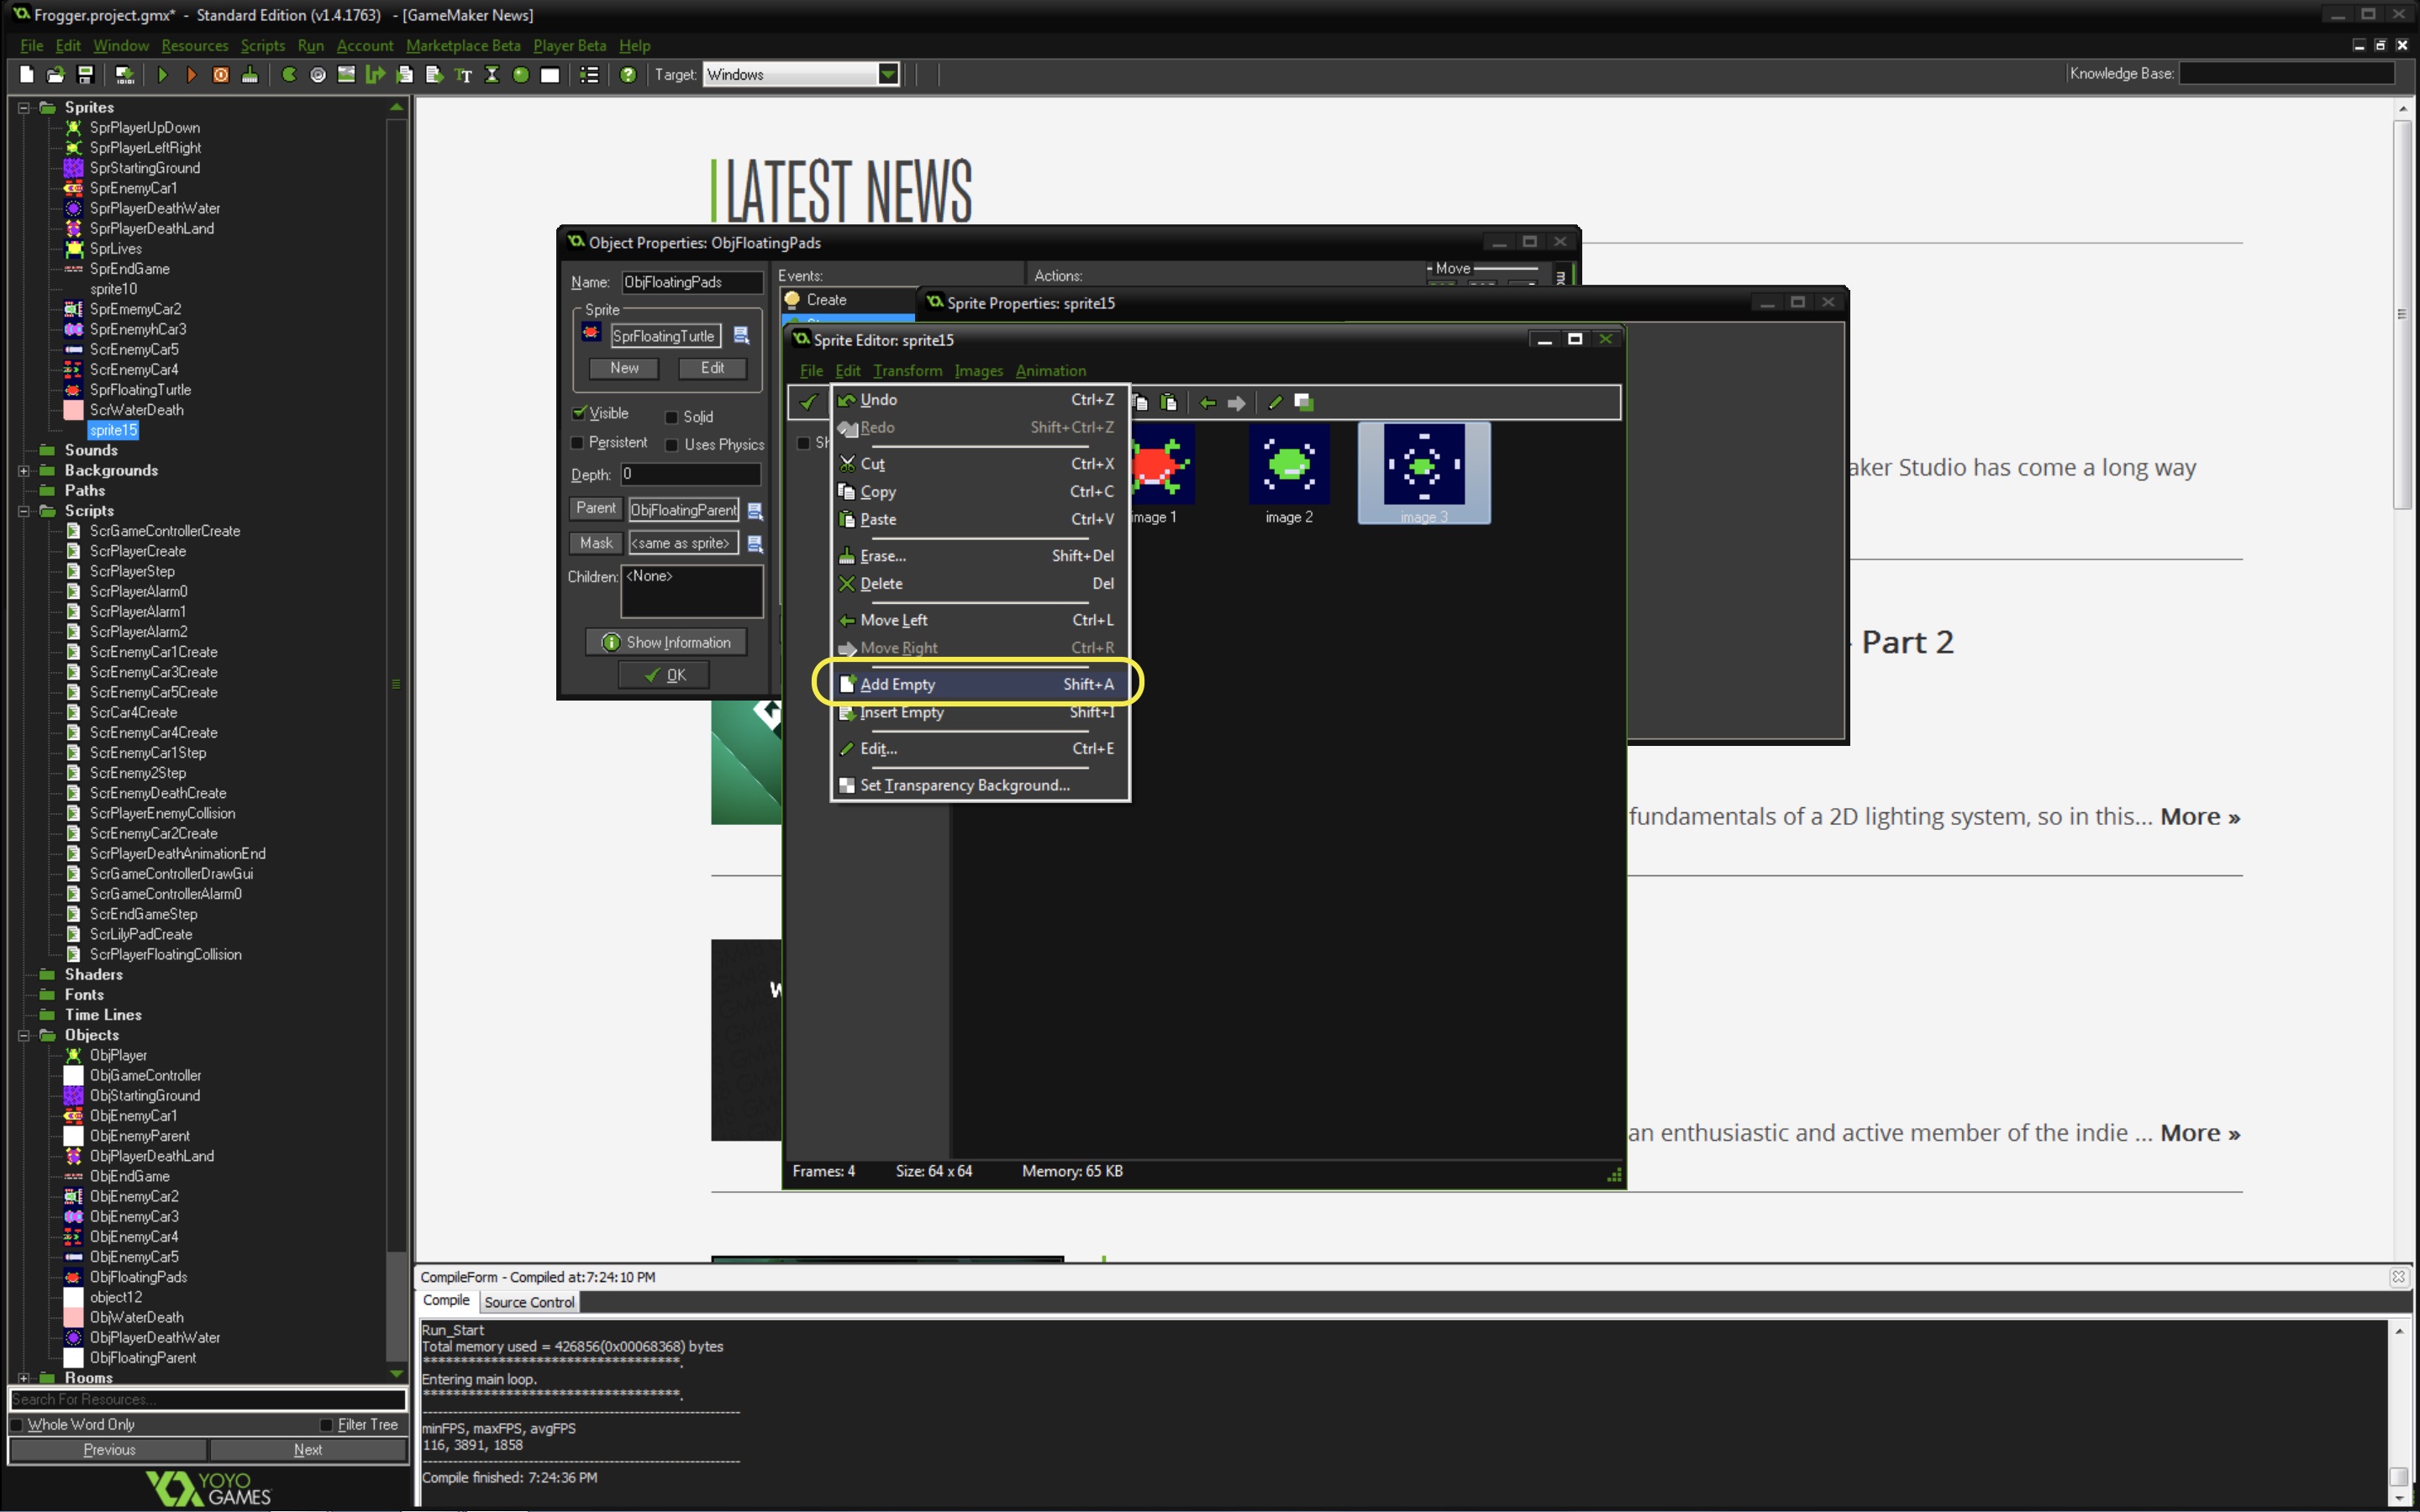 Frogger.project.gmx* - Standard Edition (v1.4.1763) - [GameMaker News]
File Edit Window Resources Scripts Run Account Marketplace Beta Player Beta Help
Target: Windows
Knowledge Base:
Sprites
SprPlayerUpDown
SprPlayerLeftRight
SprStartingGround
SprEnemyCar1
SprPlayerDeathWater
SprPlayerDeathLand
SprLives
SprEndGame
sprite10
SprEmemyCar2
SprEnemyhCar3
ScrEnemyCar5
ScrEnemyCar4
SprFloatingTurtle
ScrWaterDeath
sprite15
Sounds
Backgrounds
Paths
Scripts
ScrGameControllerCreate
ScrPlayerCreate
ScrPlayerStep
ScrPlayerAlarm0
ScrPlayerAlarm1
ScrPlayerAlarm2
ScrEnemyCar1Create
ScrEnemyCar3Create
ScrEnemyCar5Create
ScrCar4Create
ScrEnemyCar4Create
ScrEnemyCar1Step
ScrEnemy2Step
ScrEnemyDeathCreate
ScrPlayerEnemyCollision
ScrEnemyCar2Create
ScrPlayerDeathAnimationEnd
ScrGameControllerDrawGui
ScrGameControllerAlarm0
ScrEndGameStep
ScrLilyPadCreate
ScrPlayerFloatingCollision
Shaders
Fonts
Time Lines
Objects
ObjPlayer
ObjGameController
ObjStartingGround
ObjEnemyCar1
ObjEnemyParent
ObjPlayerDeathLand
ObjEndGame
ObjEnemyCar2
ObjEnemyCar3
ObjEnemyCar4
ObjEnemyCar5
ObjFloatingPads
object12
ObjWaterDeath
ObjPlayerDeathWater
ObjFloatingParent
Rooms
Search For Resources...
Whole Word Only Filter Tree
Previous Next
YOYO
GAMES
LATEST NEWS
Object Properties: ObjFloatingPads
Name: ObjFloatingPads
Sprite
SprFloatingTurtle
New Edit
Visible Solid
Persistent Uses Physics
Depth: 0
Parent ObjFloatingParent
Mask <same as sprite>
Children: <None>
Show Information
OK
Events:
Create
Actions:
Move
Sprite Properties: sprite15
Sprite Editor: sprite15
File Edit Transform Images Animation
Undo Ctrl+Z
Redo Shift+Ctrl+Z
Cut Ctrl+X
Copy Ctrl+C
Paste Ctrl+V
Erase... Shift+Del
Delete Del
Move Left Ctrl+L
Move Right Ctrl+R
Add Empty Shift+A
Insert Empty Shift+I
Edit... Ctrl+E
Set Transparency Background...
image 1 image 2 image 3
Frames: 4 Size: 64 x 64 Memory: 65 KB
aker Studio has come a long way
Part 2
fundamentals of a 2D lighting system, so in this... More »
an enthusiastic and active member of the indie ... More »
CompileForm - Compiled at:7:24:10 PM
Compile Source Control
Run_Start
Total memory used = 426856(0x00068368) bytes
**********************************.
Entering main loop.
**********************************.
minFPS, maxFPS, avgFPS
116, 3891, 1858
Compile finished: 7:24:36 PM